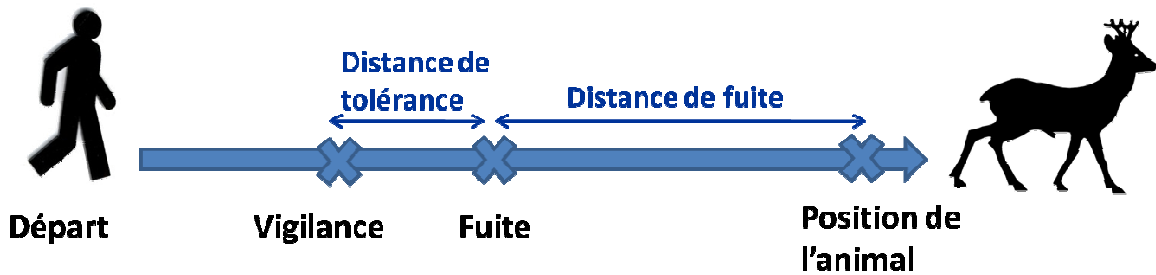 Distance de
tolérance
Distance de fuite
Départ
Vigilance
Fuite
Position de
l’animal